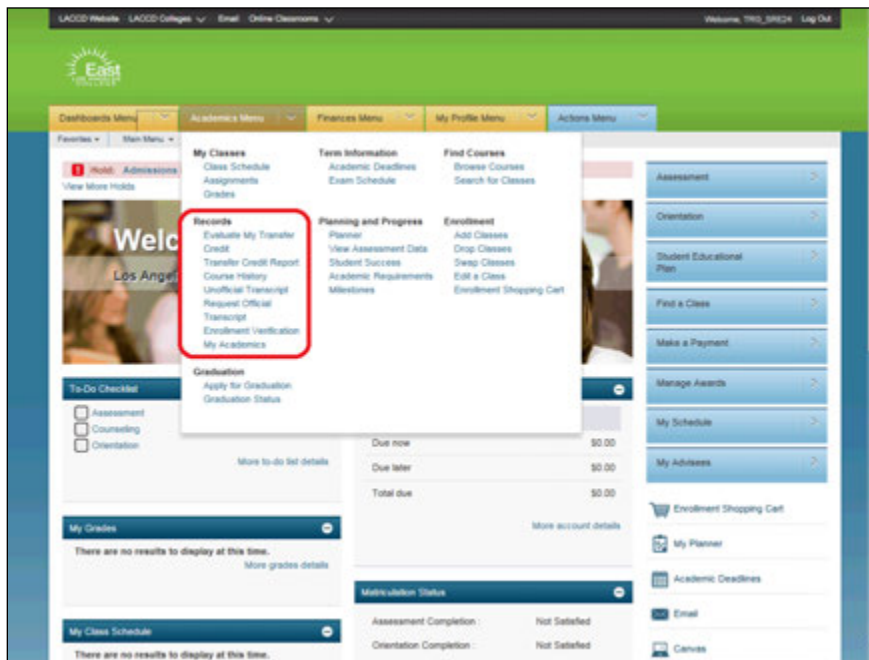 LACCD Website LACCD Colleges Email Online Classrooms Welcome, TRG_SRE24 Log Out
East
LOS ANGELES
COLLEGE
Dashboards Menu Academics Menu Finances Menu My Profile Menu Actions Menu
Favorites Main Menu
Hold: Admissions
View More Holds
My Classes
Class Schedule
Assignments
Grades
Term Information
Academic Deadlines
Exam Schedule
Find Courses
Browse Courses
Search for Classes
Records
Evaluate My Transfer
Credit
Transfer Credit Report
Course History
Unofficial Transcript
Request Official
Transcript
Enrollment Verification
My Academics
Planning and Progress
Planner
View Assessment Data
Student Success
Academic Requirements
Milestones
Enrollment
Add Classes
Drop Classes
Swap Classes
Edit a Class
Enrollment Shopping Cart
Graduation
Apply for Graduation
Graduation Status
Welc
Los Angel
To-Do Checklist
Assessment
Counseling
Orientation
More to-do list details
My Grades
There are no results to display at this time.
More grades details
My Class Schedule
There are no results to display at this time.
Due now $0.00
Due later $0.00
Total due $0.00
More account details
Matriculation Status
Assessment Completion : Not Satisfied
Orientation Completion : Not Satisfied
Assessment
Orientation
Student Educational
Plan
Find a Class
Make a Payment
Manage Awards
My Schedule
My Advisees
Enrollment Shopping Cart
My Planner
Academic Deadlines
Email
Canvas